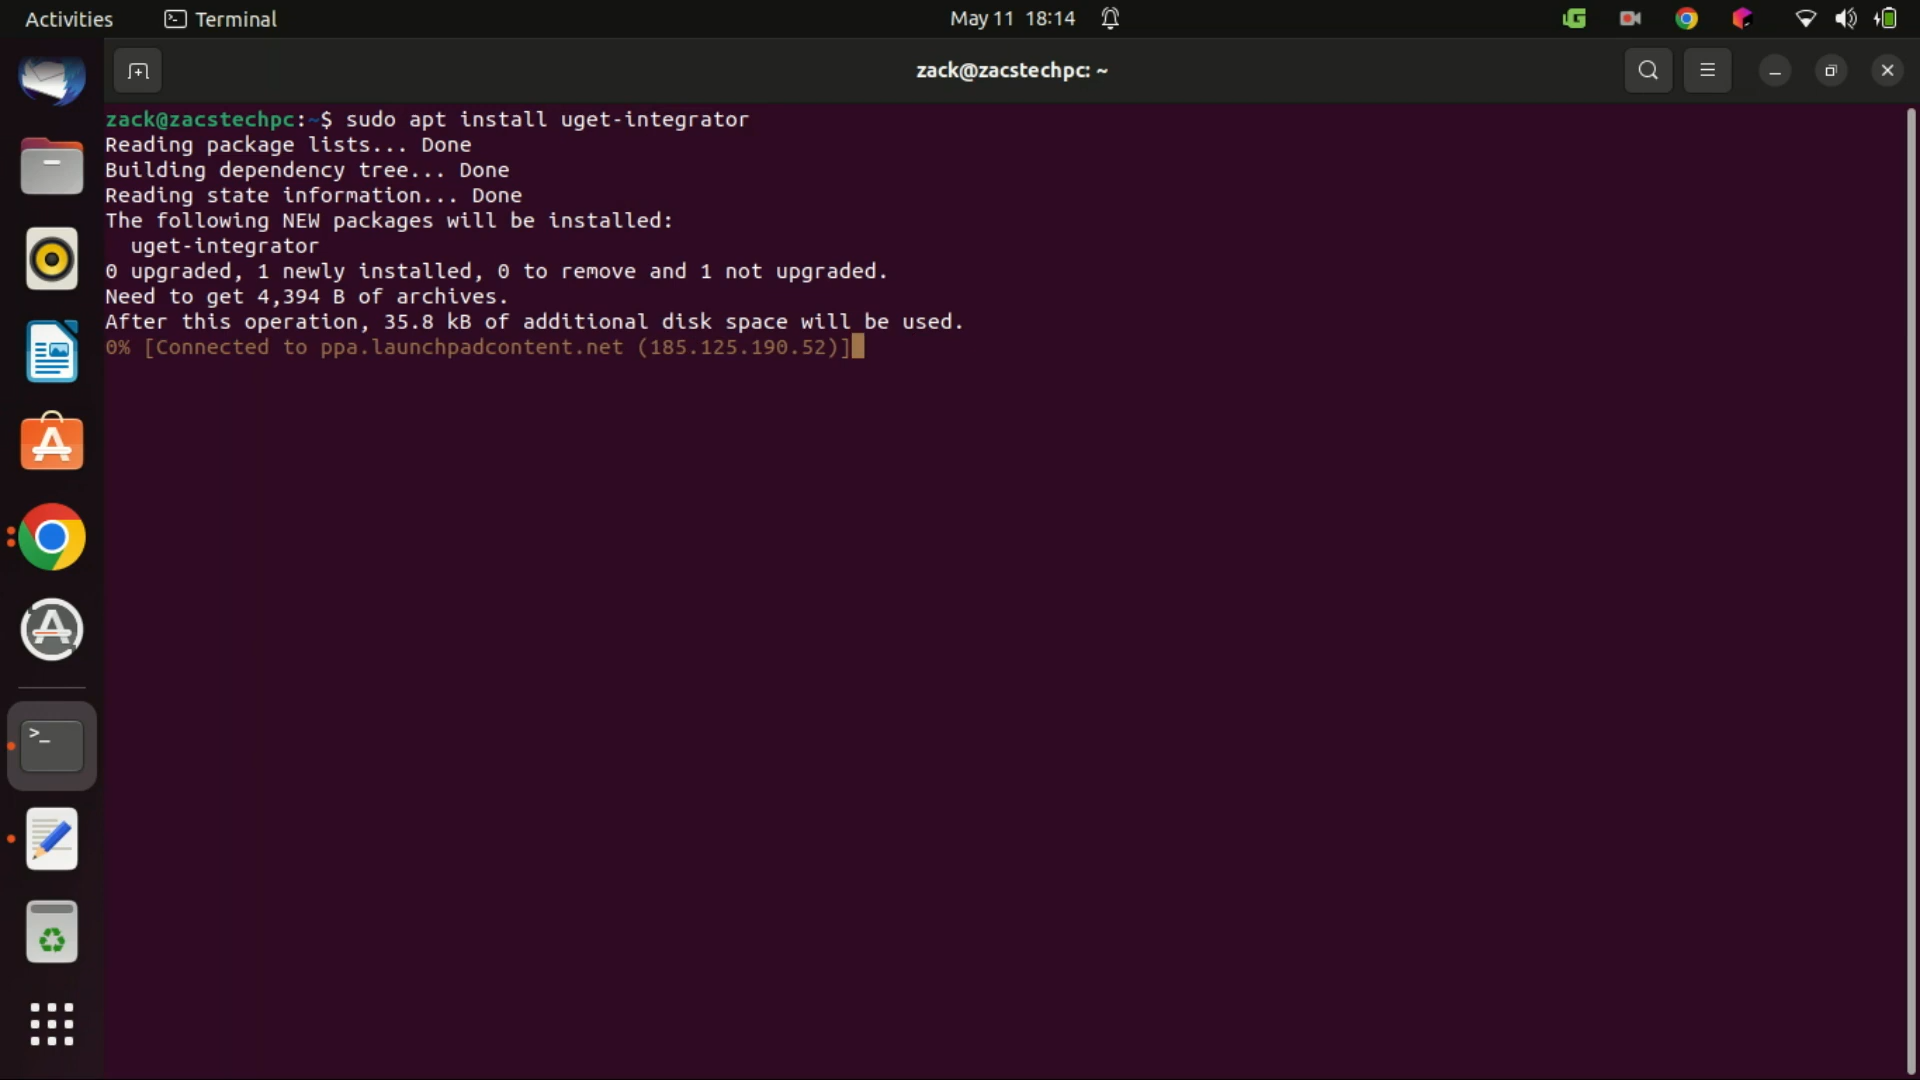 Activities
Terminal
May 11 18:14
zack@zacstechpc: ~
zack@zacstechpc:~$ sudo apt install uget-integrator
Reading package lists... Done
Building dependency tree... Done
Reading state information... Done
The following NEW packages will be installed:
  uget-integrator
0 upgraded, 1 newly installed, 0 to remove and 1 not upgraded.
Need to get 4,394 B of archives.
After this operation, 35.8 kB of additional disk space will be used.
0% [Connected to ppa.launchpadcontent.net (185.125.190.52)]